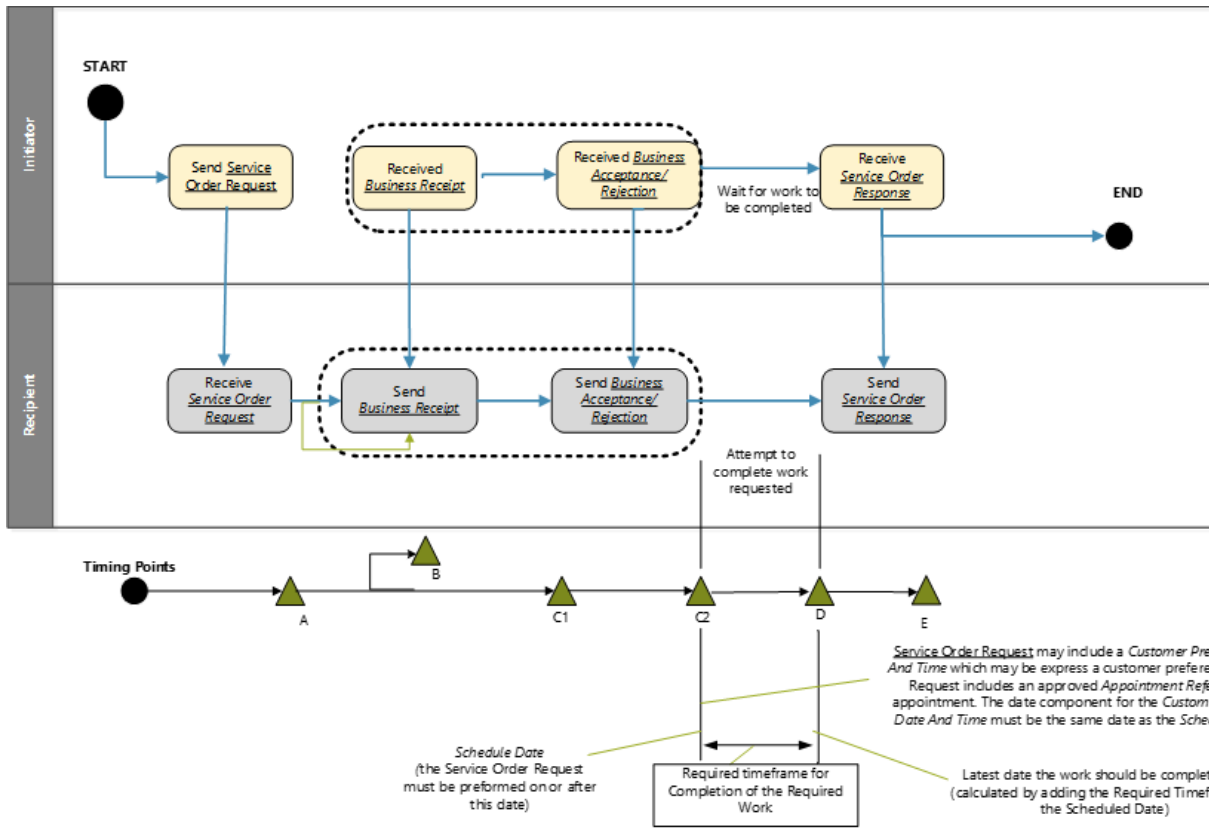 Initiator
START
Send Service
Order Request
Received
Business Receipt
Received Business
Acceptance/
Rejection
Wait for work to
be completed
Receive
Service Order
Response
END
Recipient
Receive
Service Order
Request
Send
Business Receipt
Send Business
Acceptance/
Rejection
Send
Service Order
Response
Attempt to
complete work
requested
Timing Points
A
B
C1
C2
D
E
Service Order Request may include a Customer Pre
And Time which may be express a customer prefere
Request includes an approved Appointment Refe
appointment. The date component for the Custom
Date And Time must be the same date as the Sched
Schedule Date
(the Service Order Request
must be preformed on or after
this date)
Required timeframe for
Completion of the Required
Work
Latest date the work should be complet
(calculated by adding the Required Timef
the Scheduled Date)